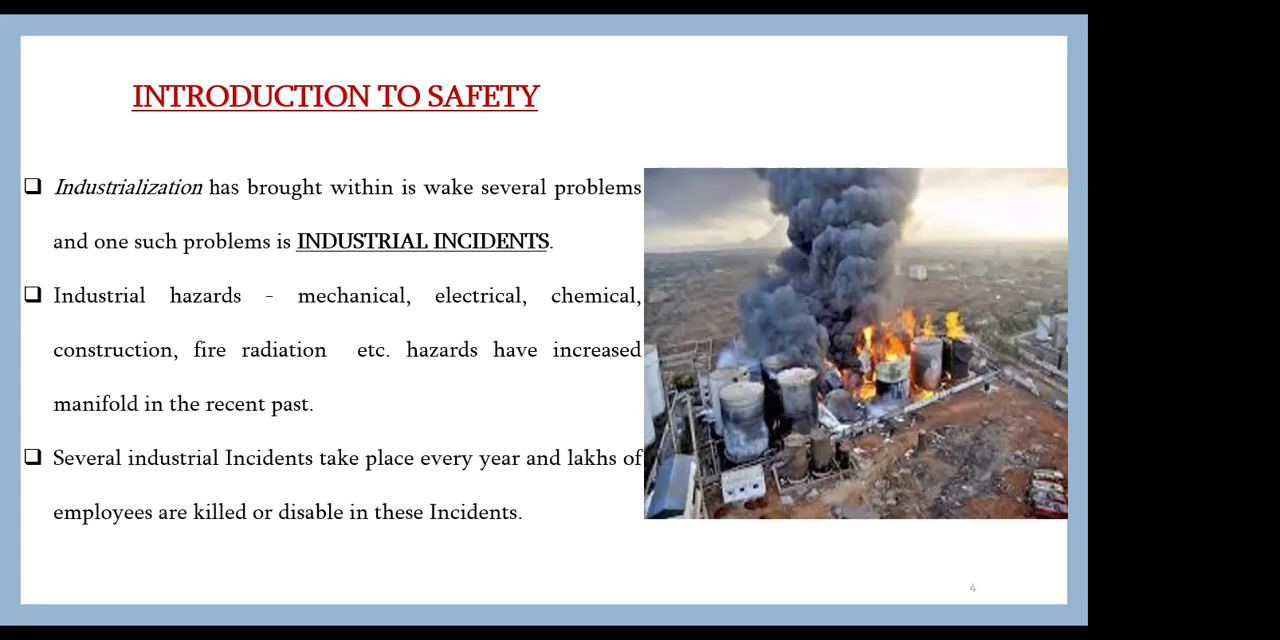 INTRODUCTION TO SAFETY
❑ Industrialization has brought within is wake several problems
and one such problems is INDUSTRIAL INCIDENTS.
❑ Industrial hazards - mechanical, electrical, chemical,
construction, fire radiation etc. hazards have increased
manifold in the recent past.
❑ Several industrial Incidents take place every year and lakhs of
employees are killed or disable in these Incidents.
4